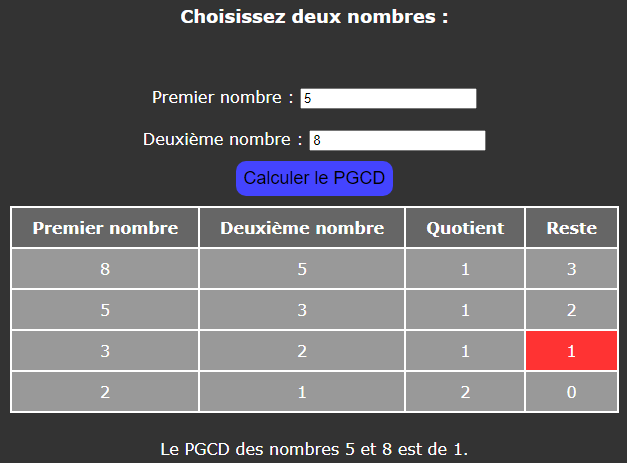 Choisissez deux nombres :
Premier nombre : 5
Deuxième nombre : 8
Calculer le PGCD
Premier nombre Deuxième nombre Quotient Reste
8 5 1 3
5 3 1 2
3 2 1 1
2 1 2 0
Le PGCD des nombres 5 et 8 est de 1.